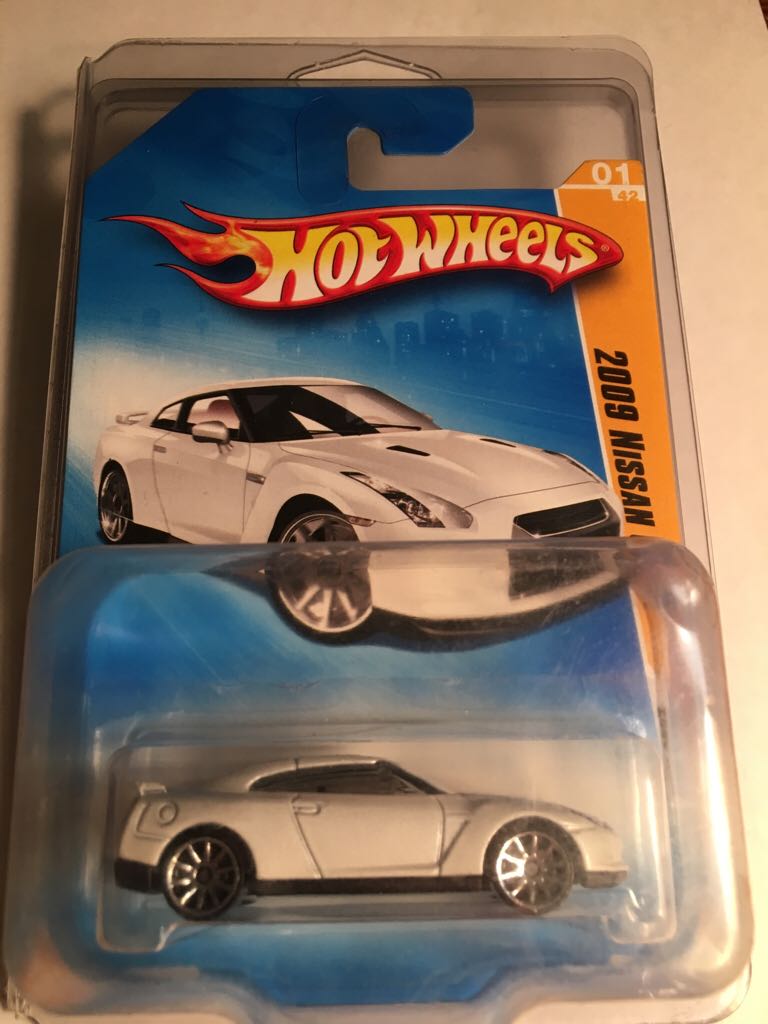 01
42
HOT WHEELS®
2009 NISSAN